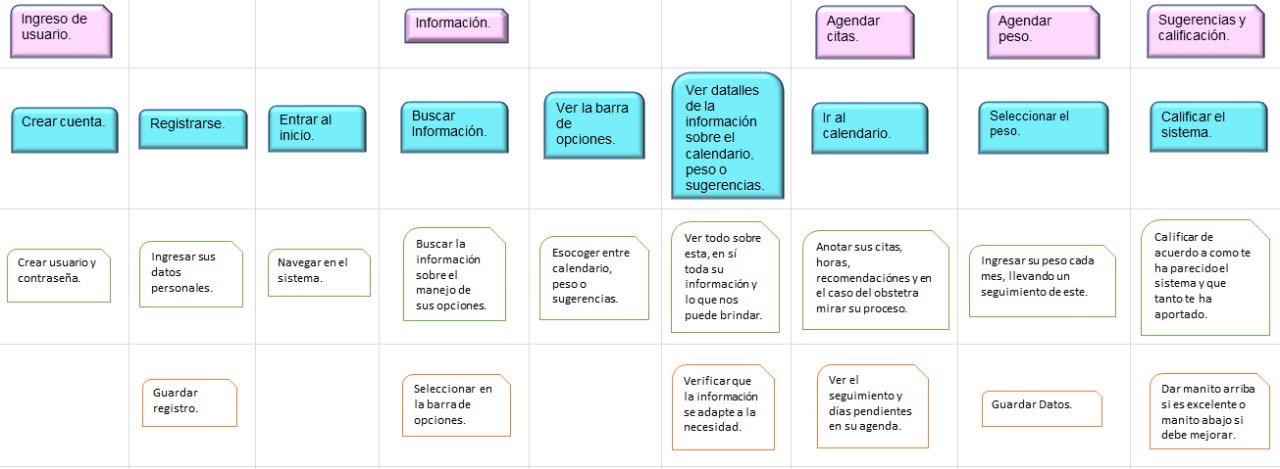 Ingreso de
usuario.
Información.
Agendar
citas.
Agendar
peso.
Sugerencias y
calificación.
Crear cuenta.
Registrarse.
Entrar al
inicio.
Buscar
Información.
Ver la barra
de
opciones.
Ver datalles
de la
información
sobre el
calendario,
peso o
sugerencias.
Ir al
calendario.
Seleccionar el
peso.
Calificar el
sistema.
Crear usuario y
contraseña.
Ingresar sus
datos
personales.
Navegar en el
sistema.
Buscar la
información
sobre el
manejo de
sus opciones.
Esocoger entre
calendario,
peso o
sugerencias.
Ver todo sobre
esta, en sí
toda su
información y
lo que nos
puede brindar.
Anotar sus citas,
horas,
recomendaciónes y en
el caso del obstetra
mirar su proceso.
Ingresar su peso cada
mes, llevando un
seguimiento de este.
Calificar de
acuerdo a como te
ha parecido el
sistema y que
tanto te ha
aportado.
Guardar
registro.
Seleccionar en
la barra de
opciones.
Verificar que
la información
se adapte a la
necesidad.
Ver el
seguimiento y
días pendientes
en su agenda.
Guardar Datos.
Dar manito arriba
si es excelente o
manito abajo si
debe mejorar.